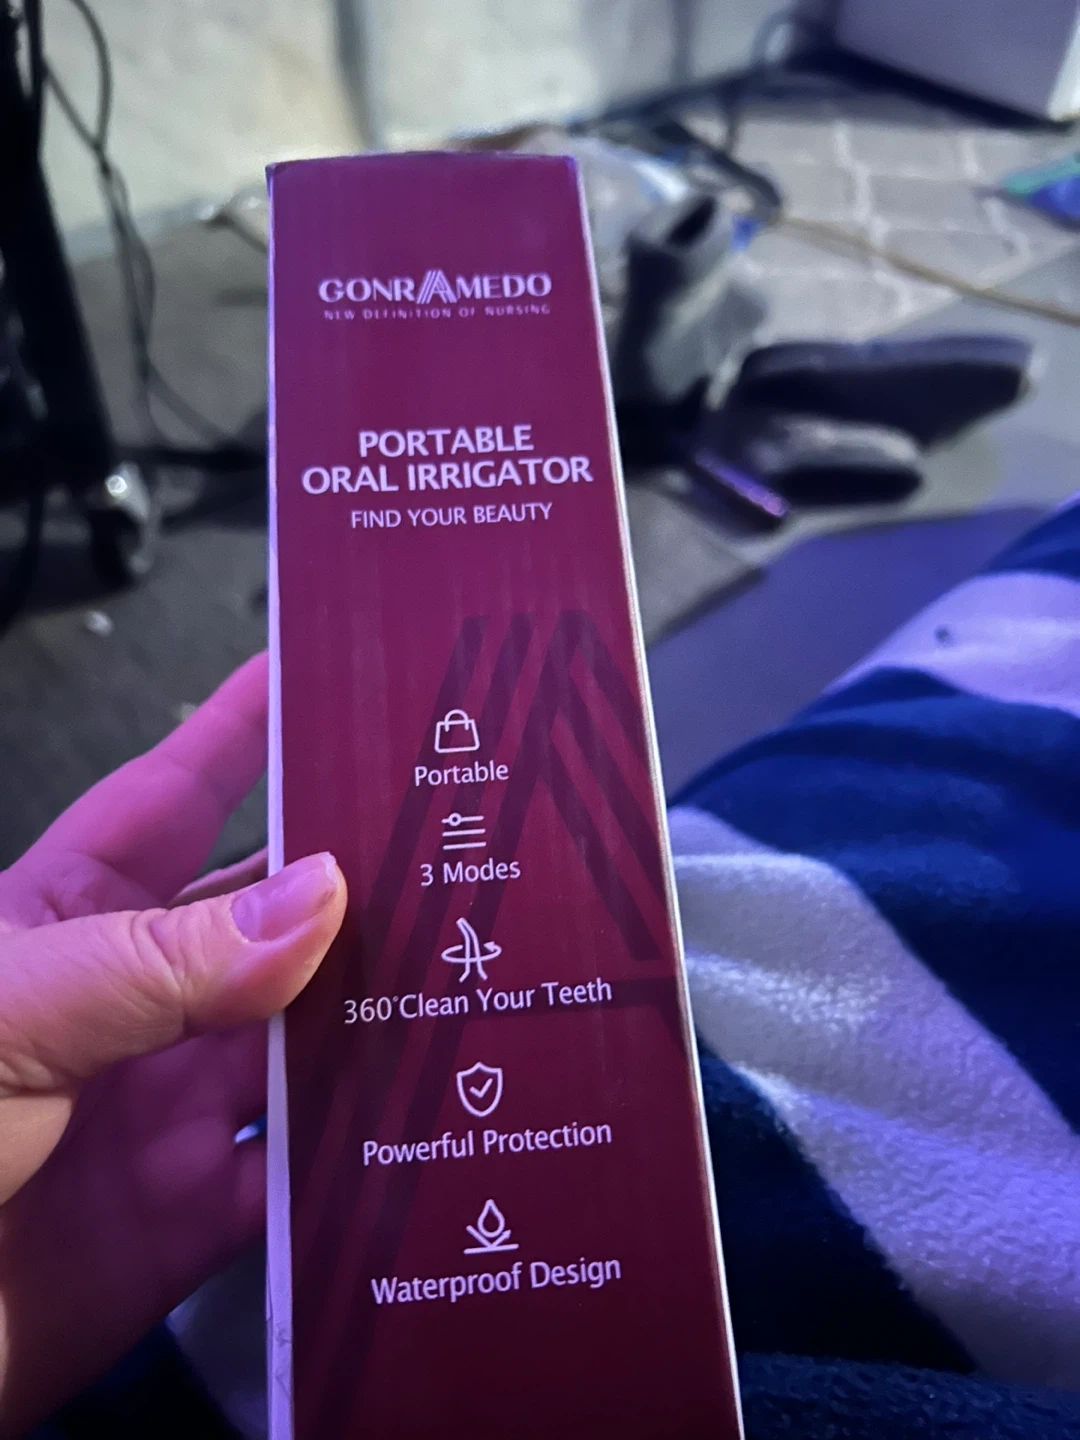 GONRAMEDO
NEW DEFINITION OF NURSING
PORTABLE
ORAL IRRIGATOR
FIND YOUR BEAUTY
Portable
3 Modes
360°Clean Your Teeth
Powerful Protection
Waterproof Design